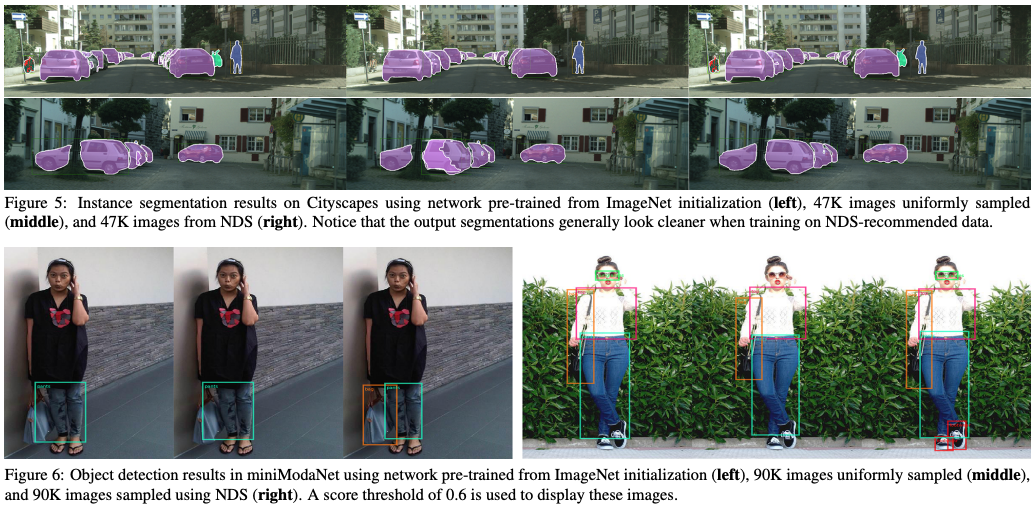 Figure 5: Instance segmentation results on Cityscapes using network pre-trained from ImageNet initialization (left), 47K images uniformly sampled
(middle), and 47K images from NDS (right). Notice that the output segmentations generally look cleaner when training on NDS-recommended data.
Figure 6: Object detection results in miniModaNet using network pre-trained from ImageNet initialization (left), 90K images uniformly sampled (middle),
and 90K images sampled using NDS (right). A score threshold of 0.6 is used to display these images.